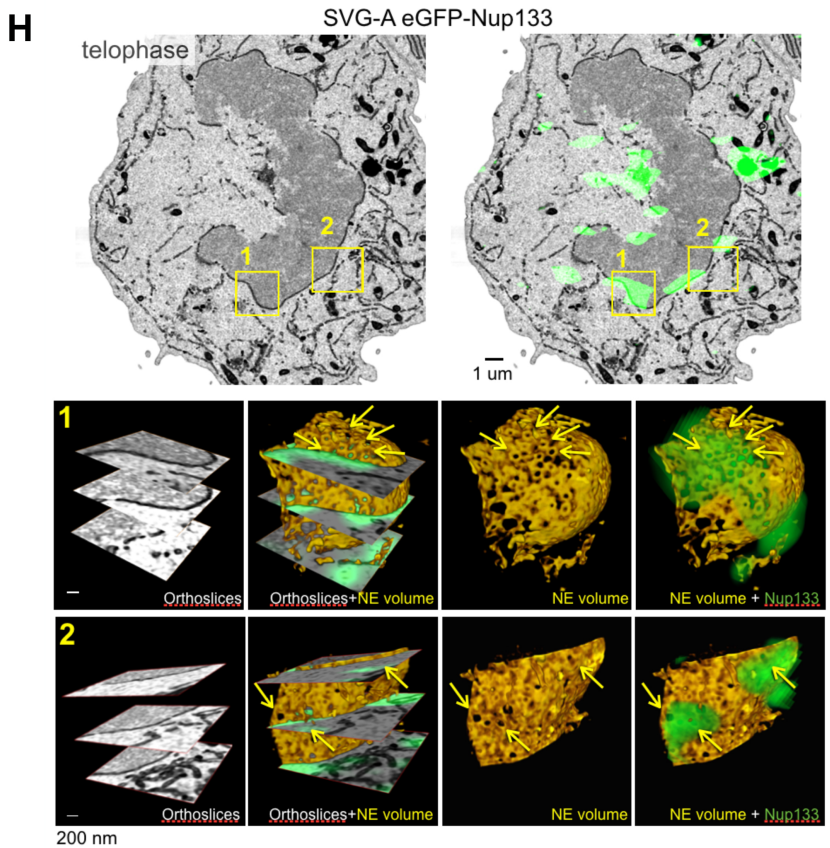 H
SVG-A eGFP-Nup133
telophase
1
2
1
2
1 um
1
Orthoslices
Orthoslices+NE volume
NE volume
NE volume + Nup133
2
Orthoslices
Orthoslices+NE volume
NE volume
NE volume + Nup133
200 nm